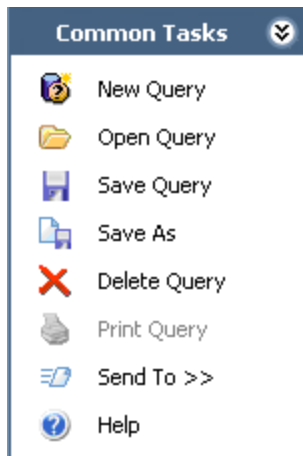 Common Tasks
New Query
Open Query
Save Query
Save As
Delete Query
Print Query
Send To >>
Help